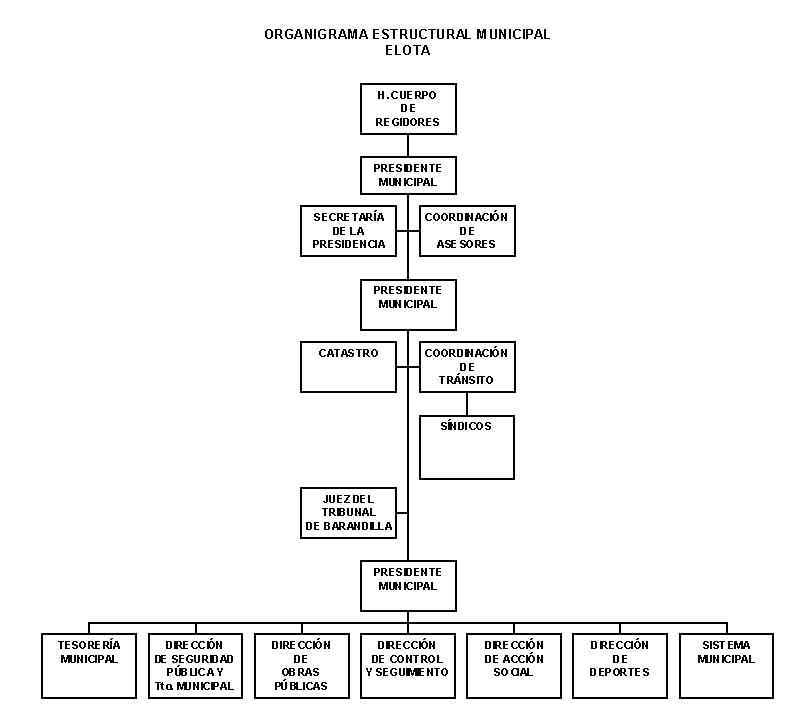 ORGANIGRAMA ESTRUCTURAL MUNICIPAL
ELOTA
H. CUERPO
DE
REGIDORES
PRESIDENTE
MUNICIPAL
SECRETARÍA
DE LA
PRESIDENCIA
COORDINACIÓN
DE
ASESORES
PRESIDENTE
MUNICIPAL
CATASTRO
COORDINACIÓN
DE
TRÁNSITO
SÍNDICOS
JUEZ DEL
TRIBUNAL
DE BARANDILLA
PRESIDENTE
MUNICIPAL
TESORERÍA
MUNICIPAL
DIRECCIÓN
DE SEGURIDAD
PÚBLICA Y
Tto. MUNICIPAL
DIRECCIÓN
DE
OBRAS
PÚBLICAS
DIRECCIÓN
DE CONTROL
Y SEGUIMIENTO
DIRECCIÓN
DE ACCIÓN
SOCIAL
DIRECCIÓN
DE
DEPORTES
SISTEMA
MUNICIPAL